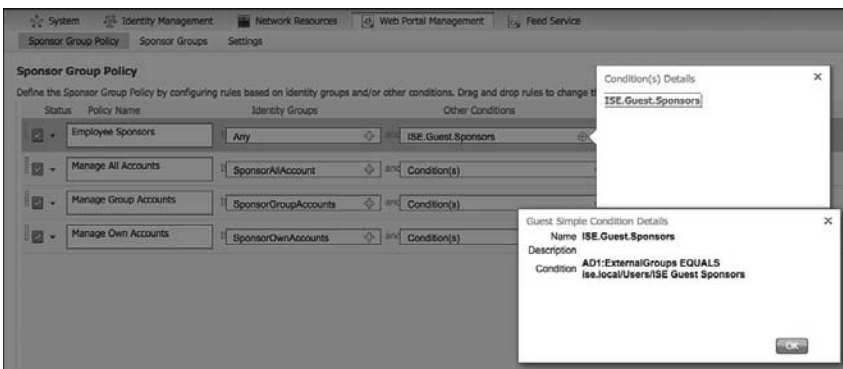 System Identity Management Network Resources Web Portal Management Feed Service
Sponsor Group Policy Sponsor Groups Settings
Sponsor Group Policy
Define the Sponsor Group Policy by configuring rules based on identity groups and/or other conditions. Drag and drop rules to change t
Status Policy Name Identity Groups Other Conditions
Employee Sponsors Any and ISE.Guest.Sponsors
Manage All Accounts SponsorAllAccount and Condition(s)
Manage Group Accounts SponsorGroupAccounts and Condition(s)
Manage Own Accounts SponsorOwnAccounts and Condition(s)
Condition(s) Details
ISE.Guest.Sponsors
Guest Simple Condition Details
Name ISE.Guest.Sponsors
Description
Condition AD1:ExternalGroups EQUALS
ise.local/Users/ISE Guest Sponsors
OK